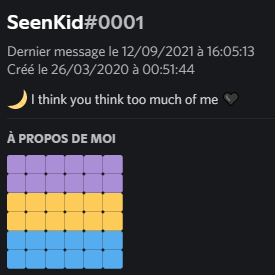 SeenKid#0001
Dernier message le 12/09/2021 à 16:05:13
Créé le 26/03/2020 à 00:51:44
🌙 I think you think too much of me 🖤
À PROPOS DE MOI